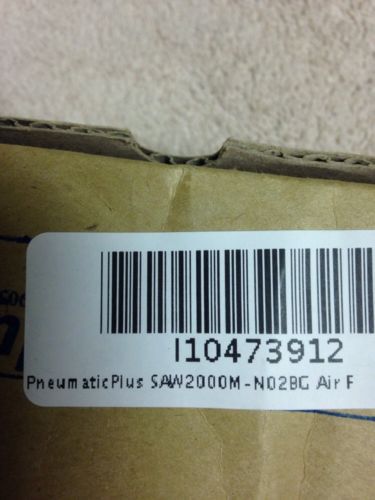 I10473912
PneumaticPlus SAW2000M-N02BG Air F